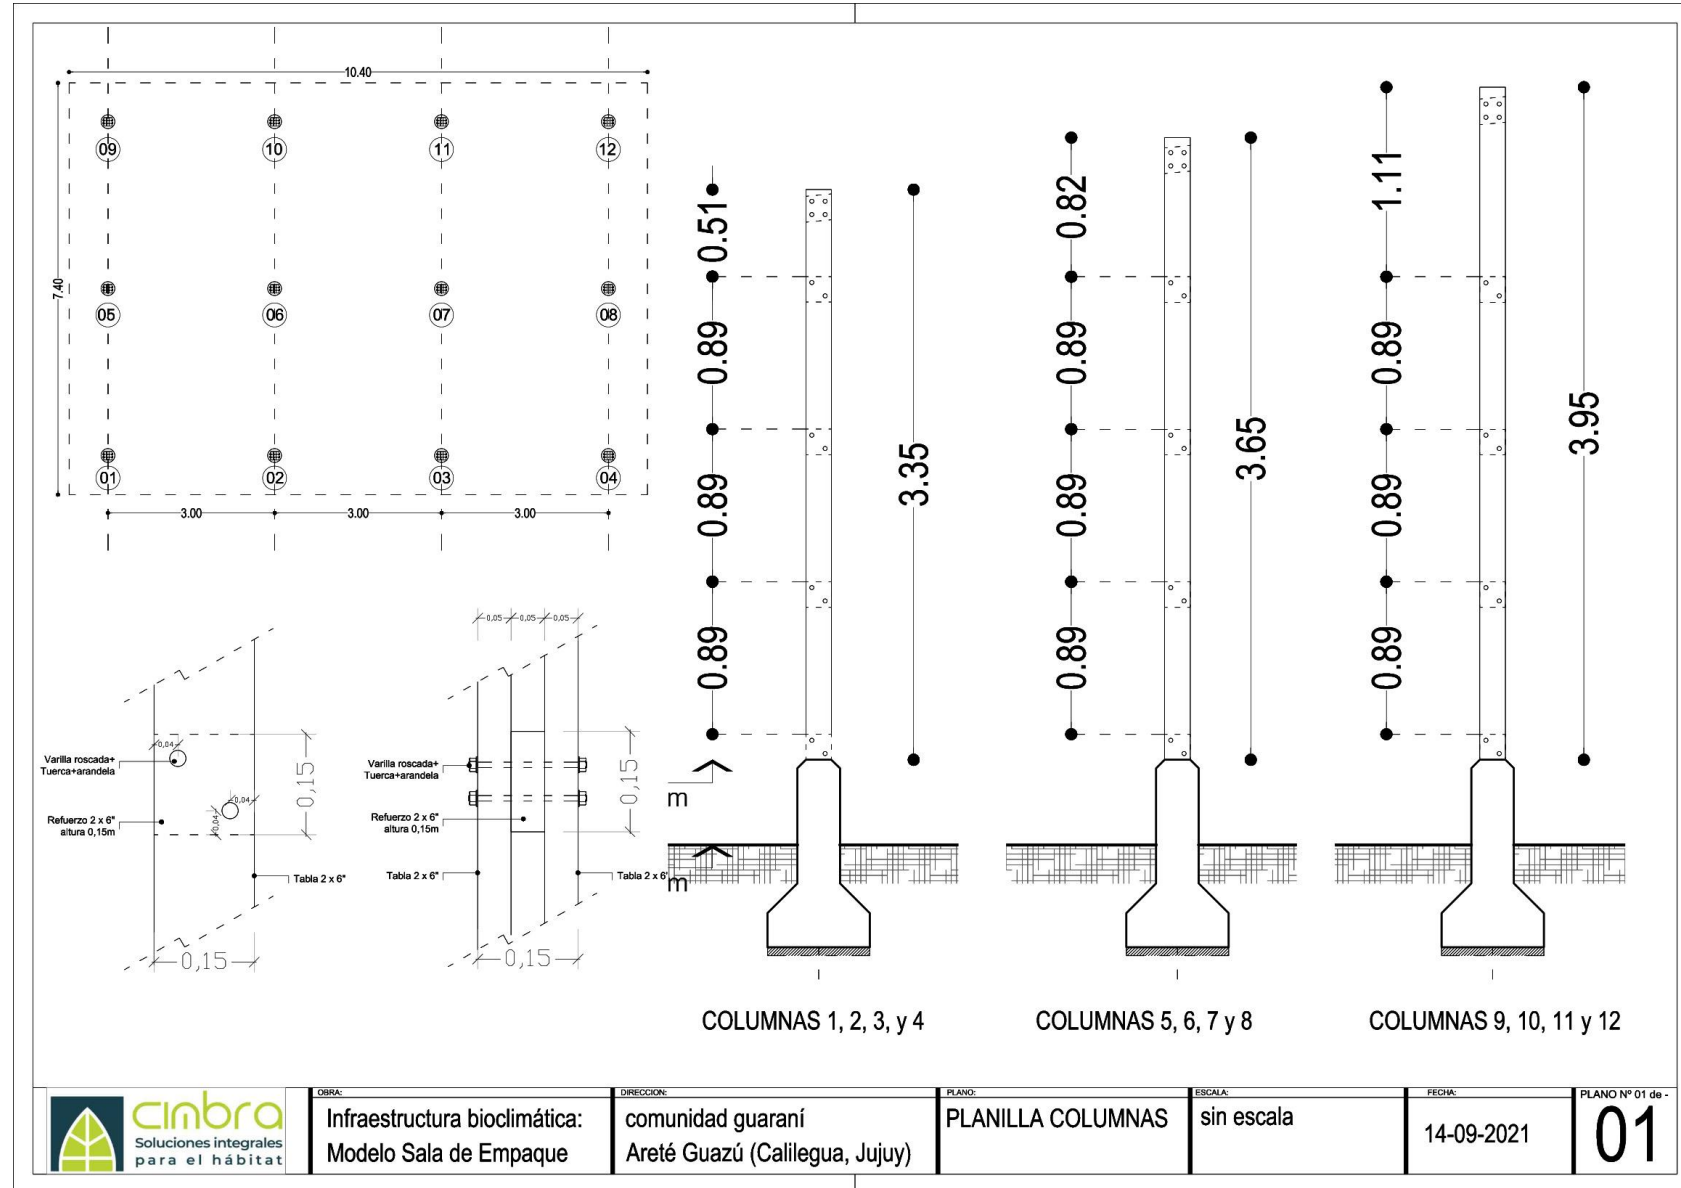 10.40
7.40
09
10
11
12
05
06
07
08
01
02
03
04
3.00
3.00
3.00
0.51
0.89
0.89
0.89
3.35
0.82
0.89
0.89
0.89
3.65
1.11
0.89
0.89
0.89
3.95
m
m
0,04
Varilla roscada+
Tuerca+arandela
0,04
0,04
Refuerzo 2 x 6"
altura 0,15m
0,15
Tabla 2 x 6"
0,15
0,05
0,05
0,05
Varilla roscada+
Tuerca+arandela
Refuerzo 2 x 6"
altura 0,15m
0,15
Tabla 2 x 6"
Tabla 2 x 6"
0,15
COLUMNAS 1, 2, 3, y 4
COLUMNAS 5, 6, 7 y 8
COLUMNAS 9, 10, 11 y 12
cimbra
Soluciones integrales
para el hábitat
OBRA:
Infraestructura bioclimática:
Modelo Sala de Empaque
DIRECCION:
comunidad guaraní
Areté Guazú (Calilegua, Jujuy)
PLANO:
PLANILLA COLUMNAS
ESCALA:
sin escala
FECHA:
14-09-2021
PLANO Nº 01 de -
01